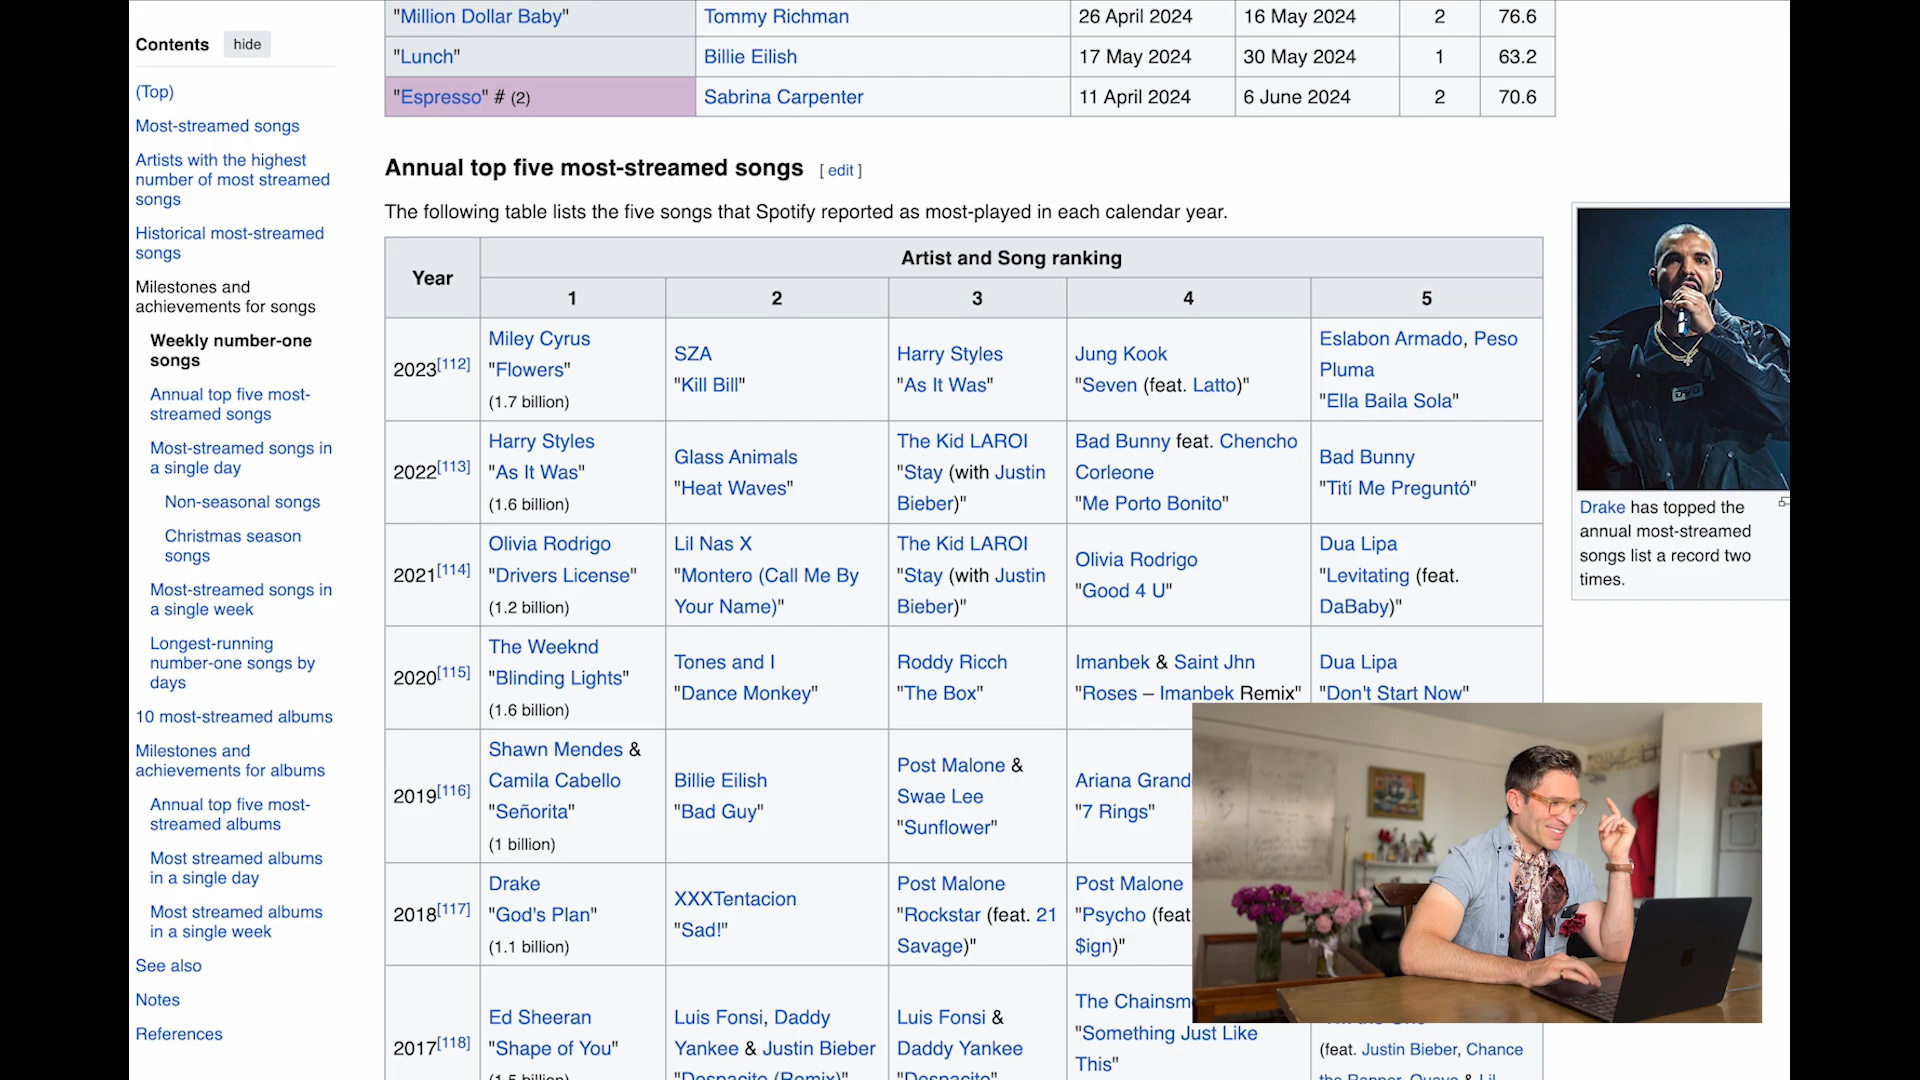 Contents hide
(Top)
Most-streamed songs
Artists with the highest
number of most streamed
songs
Historical most-streamed
songs
Milestones and
achievements for songs
Weekly number-one
songs
Annual top five most-
streamed songs
Most-streamed songs in
a single day
Non-seasonal songs
Christmas season
songs
Most-streamed songs in
a single week
Longest-running
number-one songs by
days
10 most-streamed albums
Milestones and
achievements for albums
Annual top five most-
streamed albums
Most streamed albums
in a single day
Most streamed albums
in a single week
See also
Notes
References
"Million Dollar Baby" Tommy Richman 26 April 2024 16 May 2024 2 76.6
"Lunch" Billie Eilish 17 May 2024 30 May 2024 1 63.2
"Espresso" # (2) Sabrina Carpenter 11 April 2024 6 June 2024 2 70.6
Annual top five most-streamed songs [ edit ]
The following table lists the five songs that Spotify reported as most-played in each calendar year.
Year
Artist and Song ranking
1 2 3 4 5
2023[112]
Miley Cyrus
"Flowers"
(1.7 billion)
SZA
"Kill Bill"
Harry Styles
"As It Was"
Jung Kook
"Seven (feat. Latto)"
Eslabon Armado, Peso
Pluma
"Ella Baila Sola"
2022[113]
Harry Styles
"As It Was"
(1.6 billion)
Glass Animals
"Heat Waves"
The Kid LAROI
"Stay (with Justin
Bieber)"
Bad Bunny feat. Chencho
Corleone
"Me Porto Bonito"
Bad Bunny
"Tití Me Preguntó"
2021[114]
Olivia Rodrigo
"Drivers License"
(1.2 billion)
Lil Nas X
"Montero (Call Me By
Your Name)"
The Kid LAROI
"Stay (with Justin
Bieber)"
Olivia Rodrigo
"Good 4 U"
Dua Lipa
"Levitating (feat.
DaBaby)"
2020[115]
The Weeknd
"Blinding Lights"
(1.6 billion)
Tones and I
"Dance Monkey"
Roddy Ricch
"The Box"
Imanbek & Saint Jhn
"Roses – Imanbek Remix"
Dua Lipa
"Don't Start Now"
2019[116]
Shawn Mendes &
Camila Cabello
"Señorita"
(1 billion)
Billie Eilish
"Bad Guy"
Post Malone &
Swae Lee
"Sunflower"
Ariana Grand
"7 Rings"
2018[117]
Drake
"God's Plan"
(1.1 billion)
XXXTentacion
"Sad!"
Post Malone
"Rockstar (feat. 21
Savage)"
Post Malone
"Psycho (feat.
$ign)"
2017[118]
Ed Sheeran
"Shape of You"
Luis Fonsi, Daddy
Yankee & Justin Bieber
"Despacito (Remix)"
Luis Fonsi &
Daddy Yankee
"Despacito"
The Chainsm
"Something Just Like
This"
(feat. Justin Bieber, Chance
the Rapper, Quavo & Lil
Drake has topped the
annual most-streamed
songs list a record two
times.